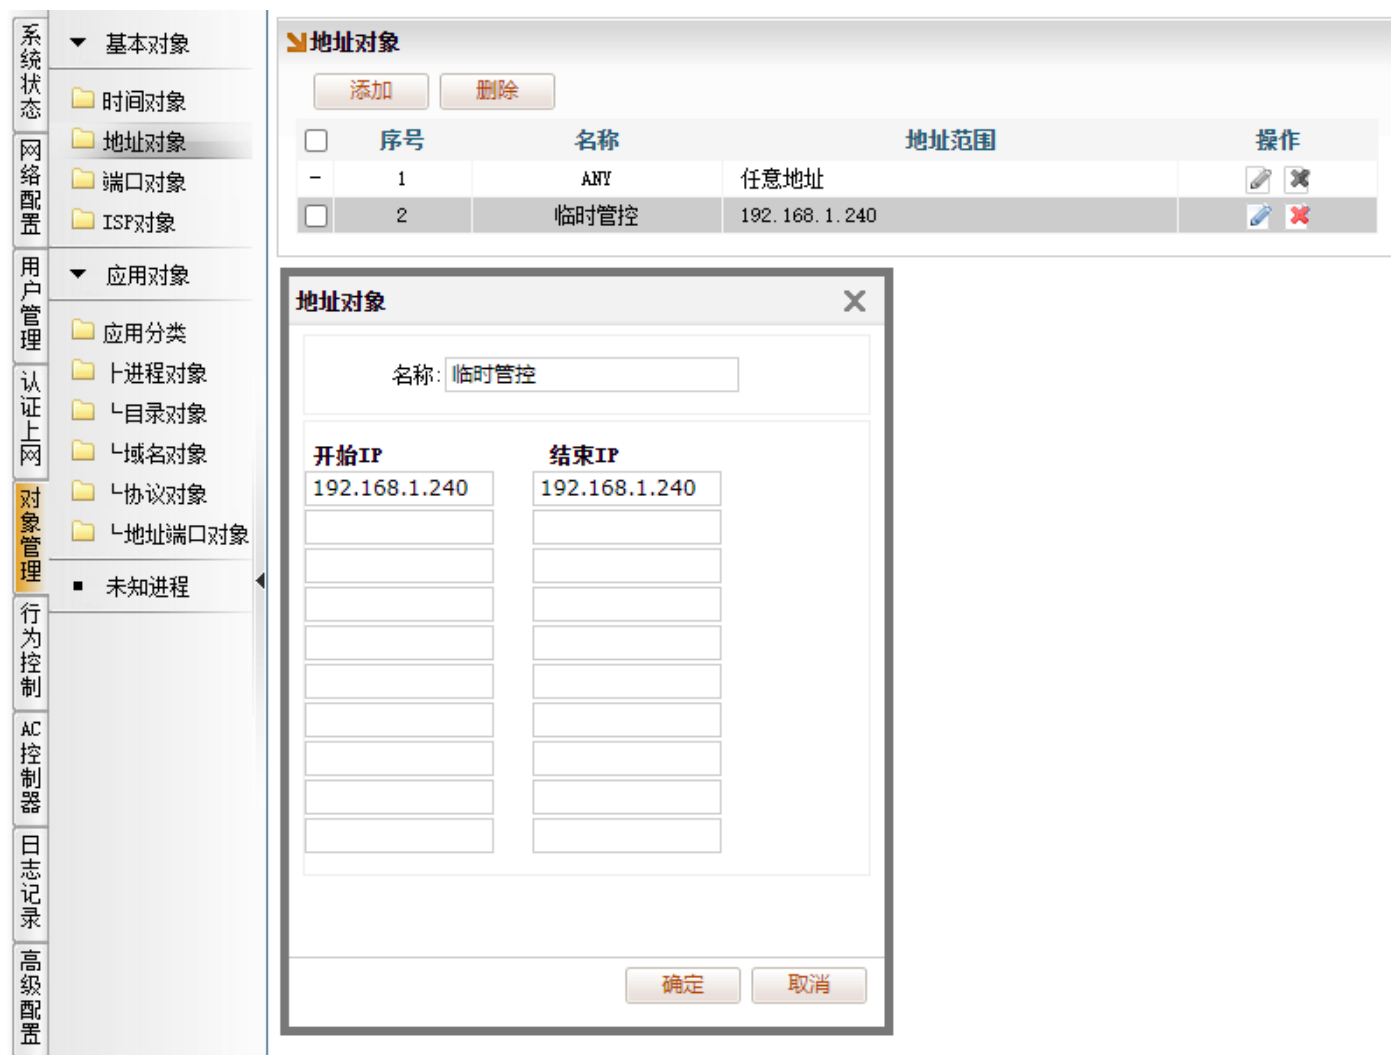 系统状态
网络配置
用户管理
认证上网
对象管理
行为控制
AC控制器
日志记录
高级配置
基本对象
时间对象
地址对象
端口对象
ISP对象
应用对象
应用分类
├进程对象
└目录对象
└域名对象
└协议对象
└地址端口对象
未知进程
地址对象
添加 删除
序号 名称 地址范围 操作
- 1 ANY 任意地址
2 临时管控 192.168.1.240
地址对象
名称: 临时管控
开始IP 结束IP
192.168.1.240 192.168.1.240
确定 取消